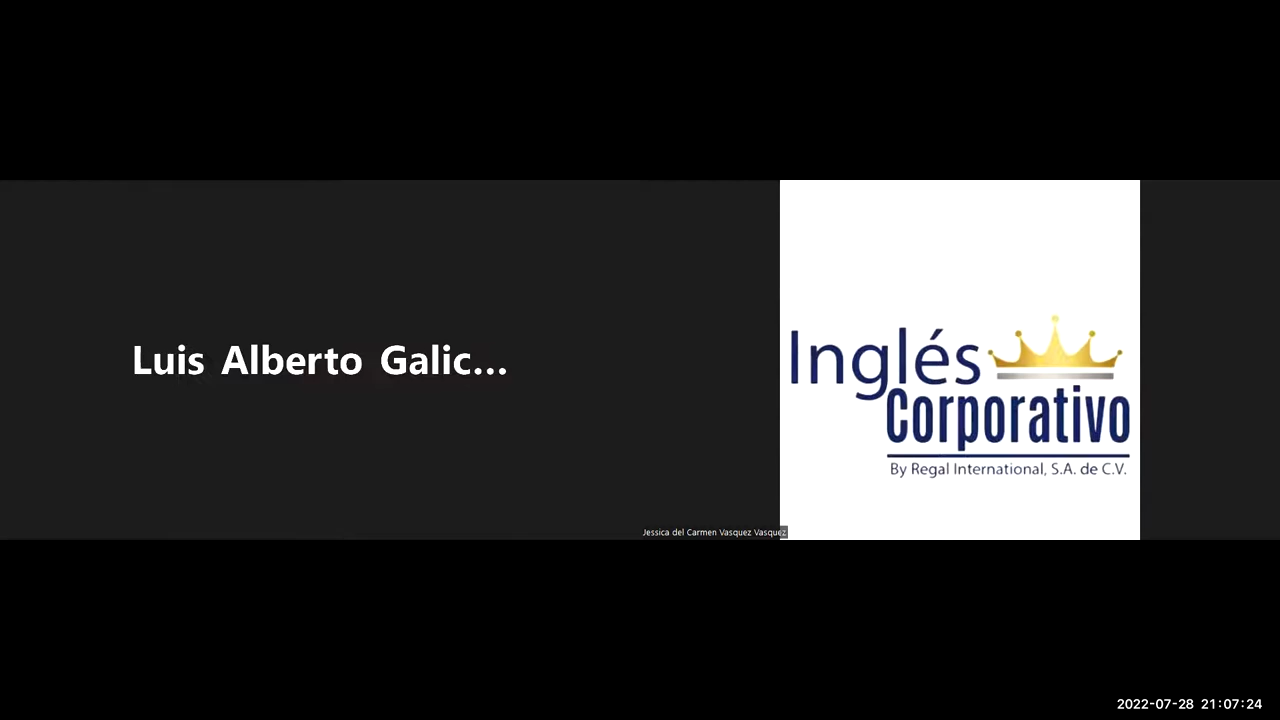 Luis Alberto Galic...
Inglés
Corporativo
By Regal International, S.A. de C.V.
Jessica del Carmen Vasquez Vasquez
2022-07-28 21:07:24